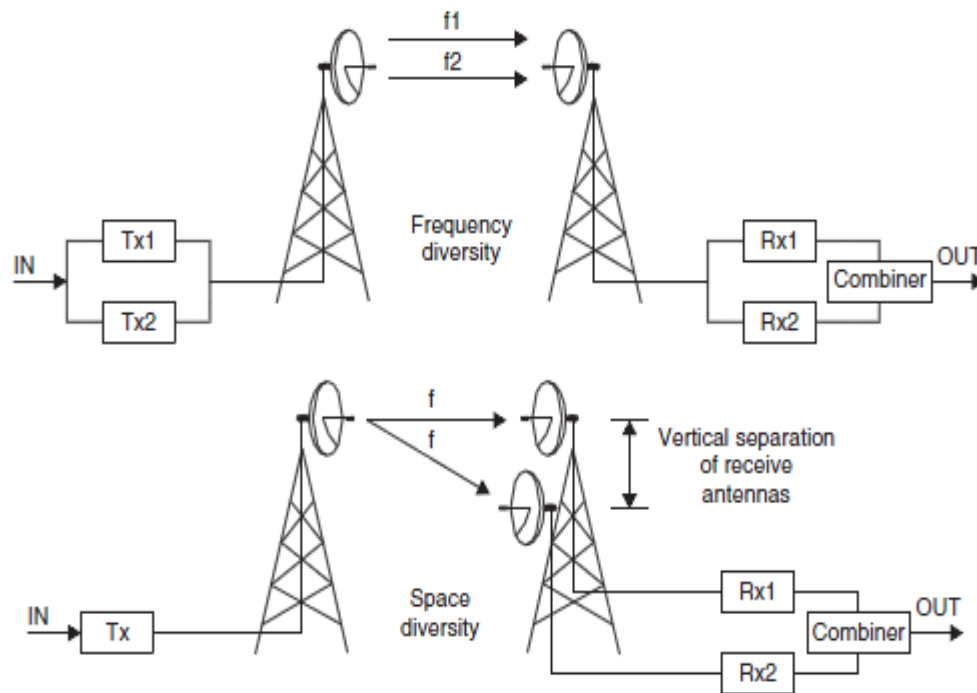 f1
f2
Frequency
diversity
IN
Tx1
Tx2
Rx1
Rx2
Combiner
OUT
f
f
Vertical separation
of receive
antennas
Space
diversity
IN
Tx
Rx1
Rx2
Combiner
OUT